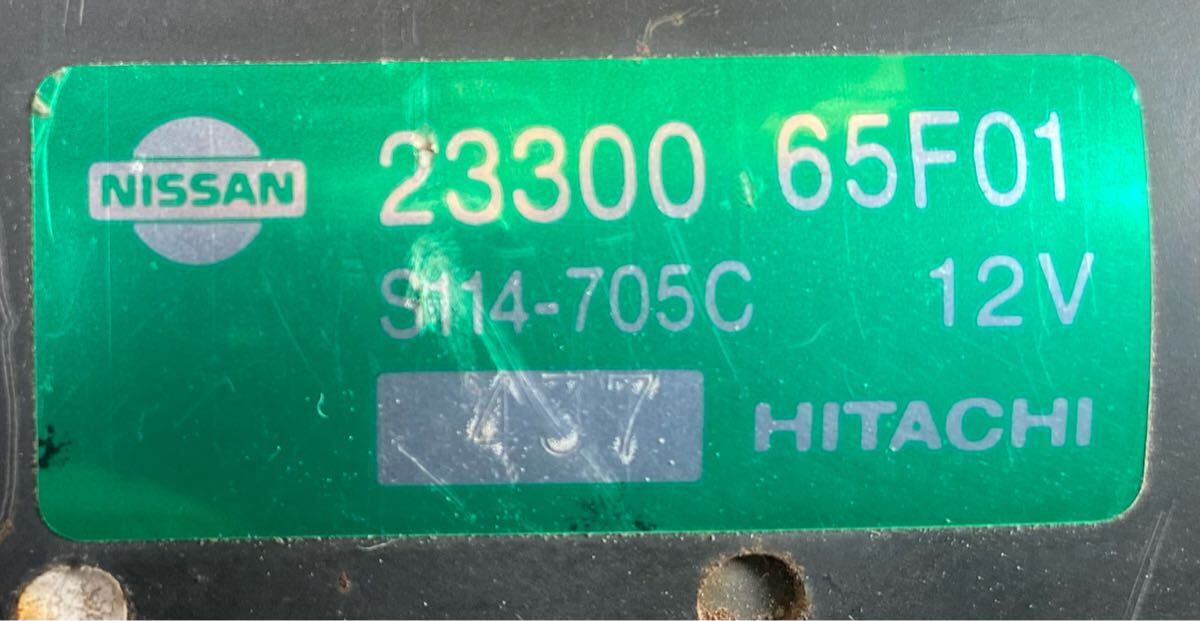 NISSAN
23300 65F01
S114-705C 12V
HITACHI